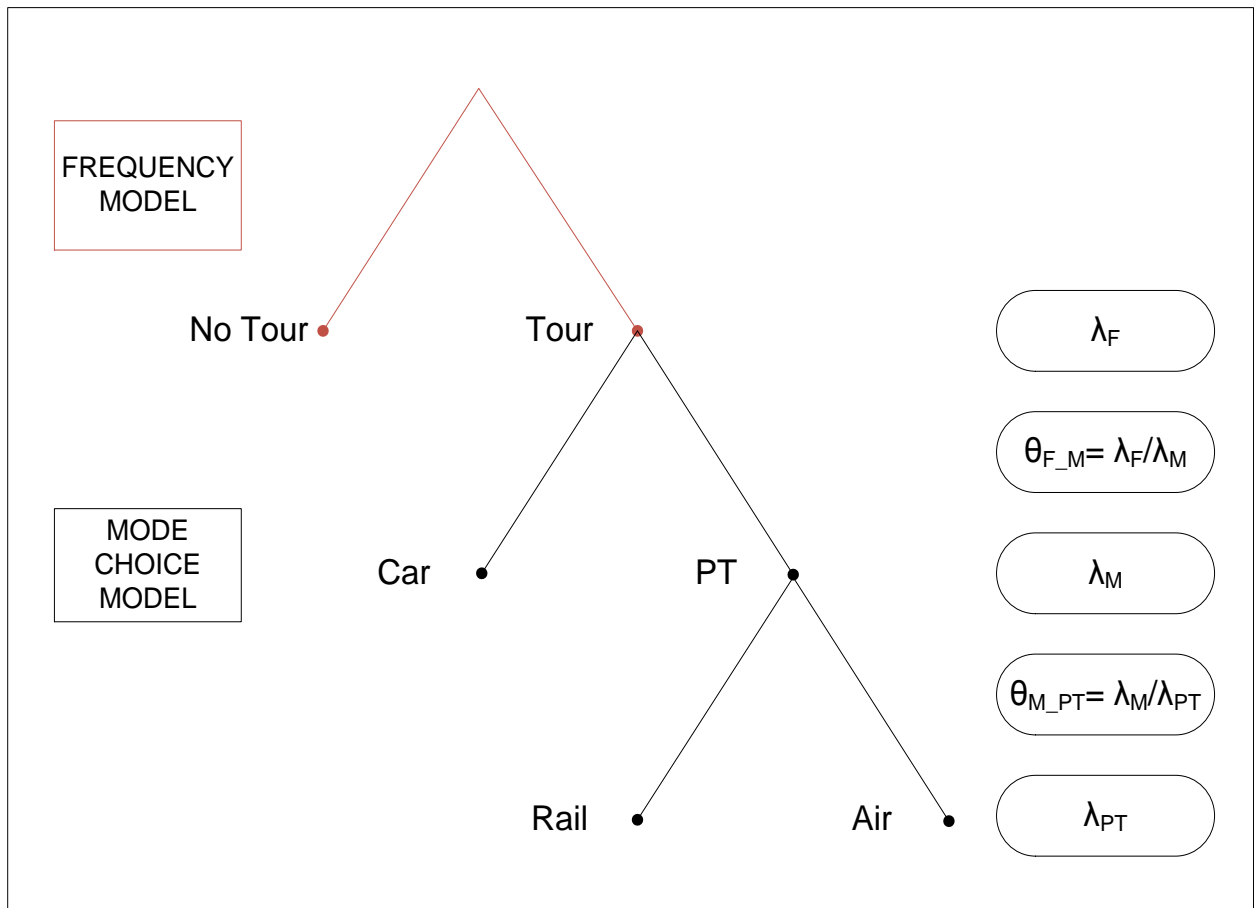 FREQUENCY
MODEL
No Tour
Tour
λF
θF_M= λF/λM
MODE
CHOICE
MODEL
Car
PT
λM
θM_PT= λM/λPT
Rail
Air
λPT